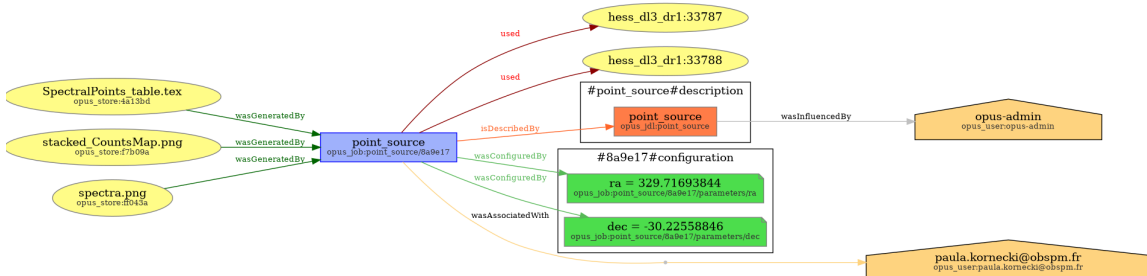 hess_dl3_dr1:33787
used
hess_dl3_dr1:33788
used
SpectralPoints_table.tex
opus_store:4a13bd
wasGeneratedBy
stacked_CountsMap.png
opus_store:f7b09a
wasGeneratedBy
wasGeneratedBy
spectra.png
opus_store:ff043a
point_source
opus_job:point_source/8a9e17
isDescribedBy
#point_source#description
point_source
opus_jdl:point_source
wasInfluencedBy
opus-admin
opus_user:opus-admin
wasConfiguredBy
wasConfiguredBy
#8a9e17#configuration
ra = 329.71693844
opus_job:point_source/8a9e17/parameters/ra
dec = -30.22558846
opus_job:point_source/8a9e17/parameters/dec
wasAssociatedWith
paula.kornecki@obspm.fr
opus_user:paula.kornecki@obspm.fr